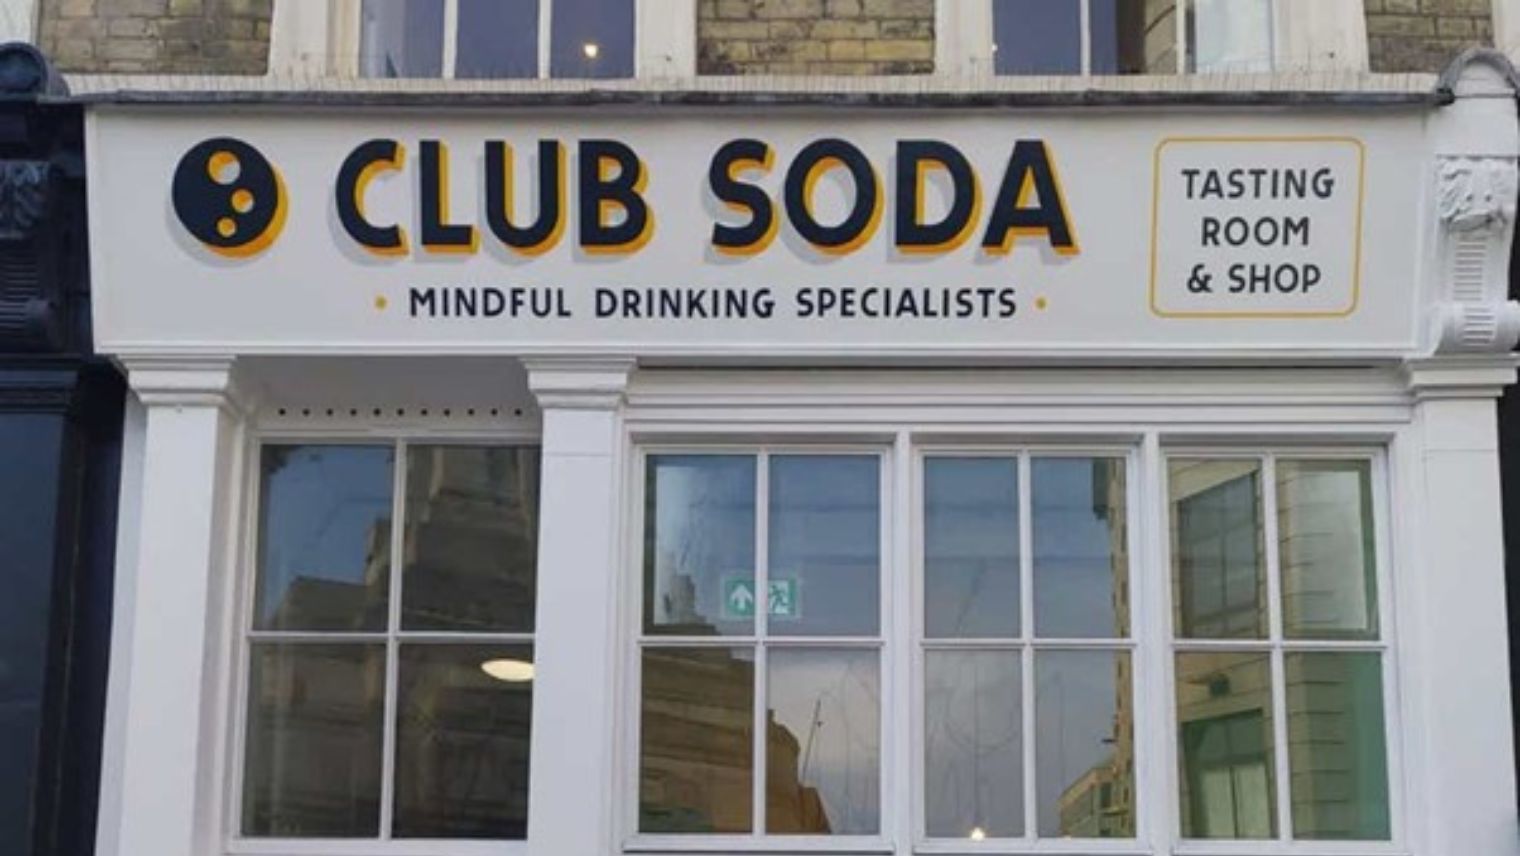 CLUB SODA
· MINDFUL DRINKING SPECIALISTS ·
TASTING
ROOM
& SHOP